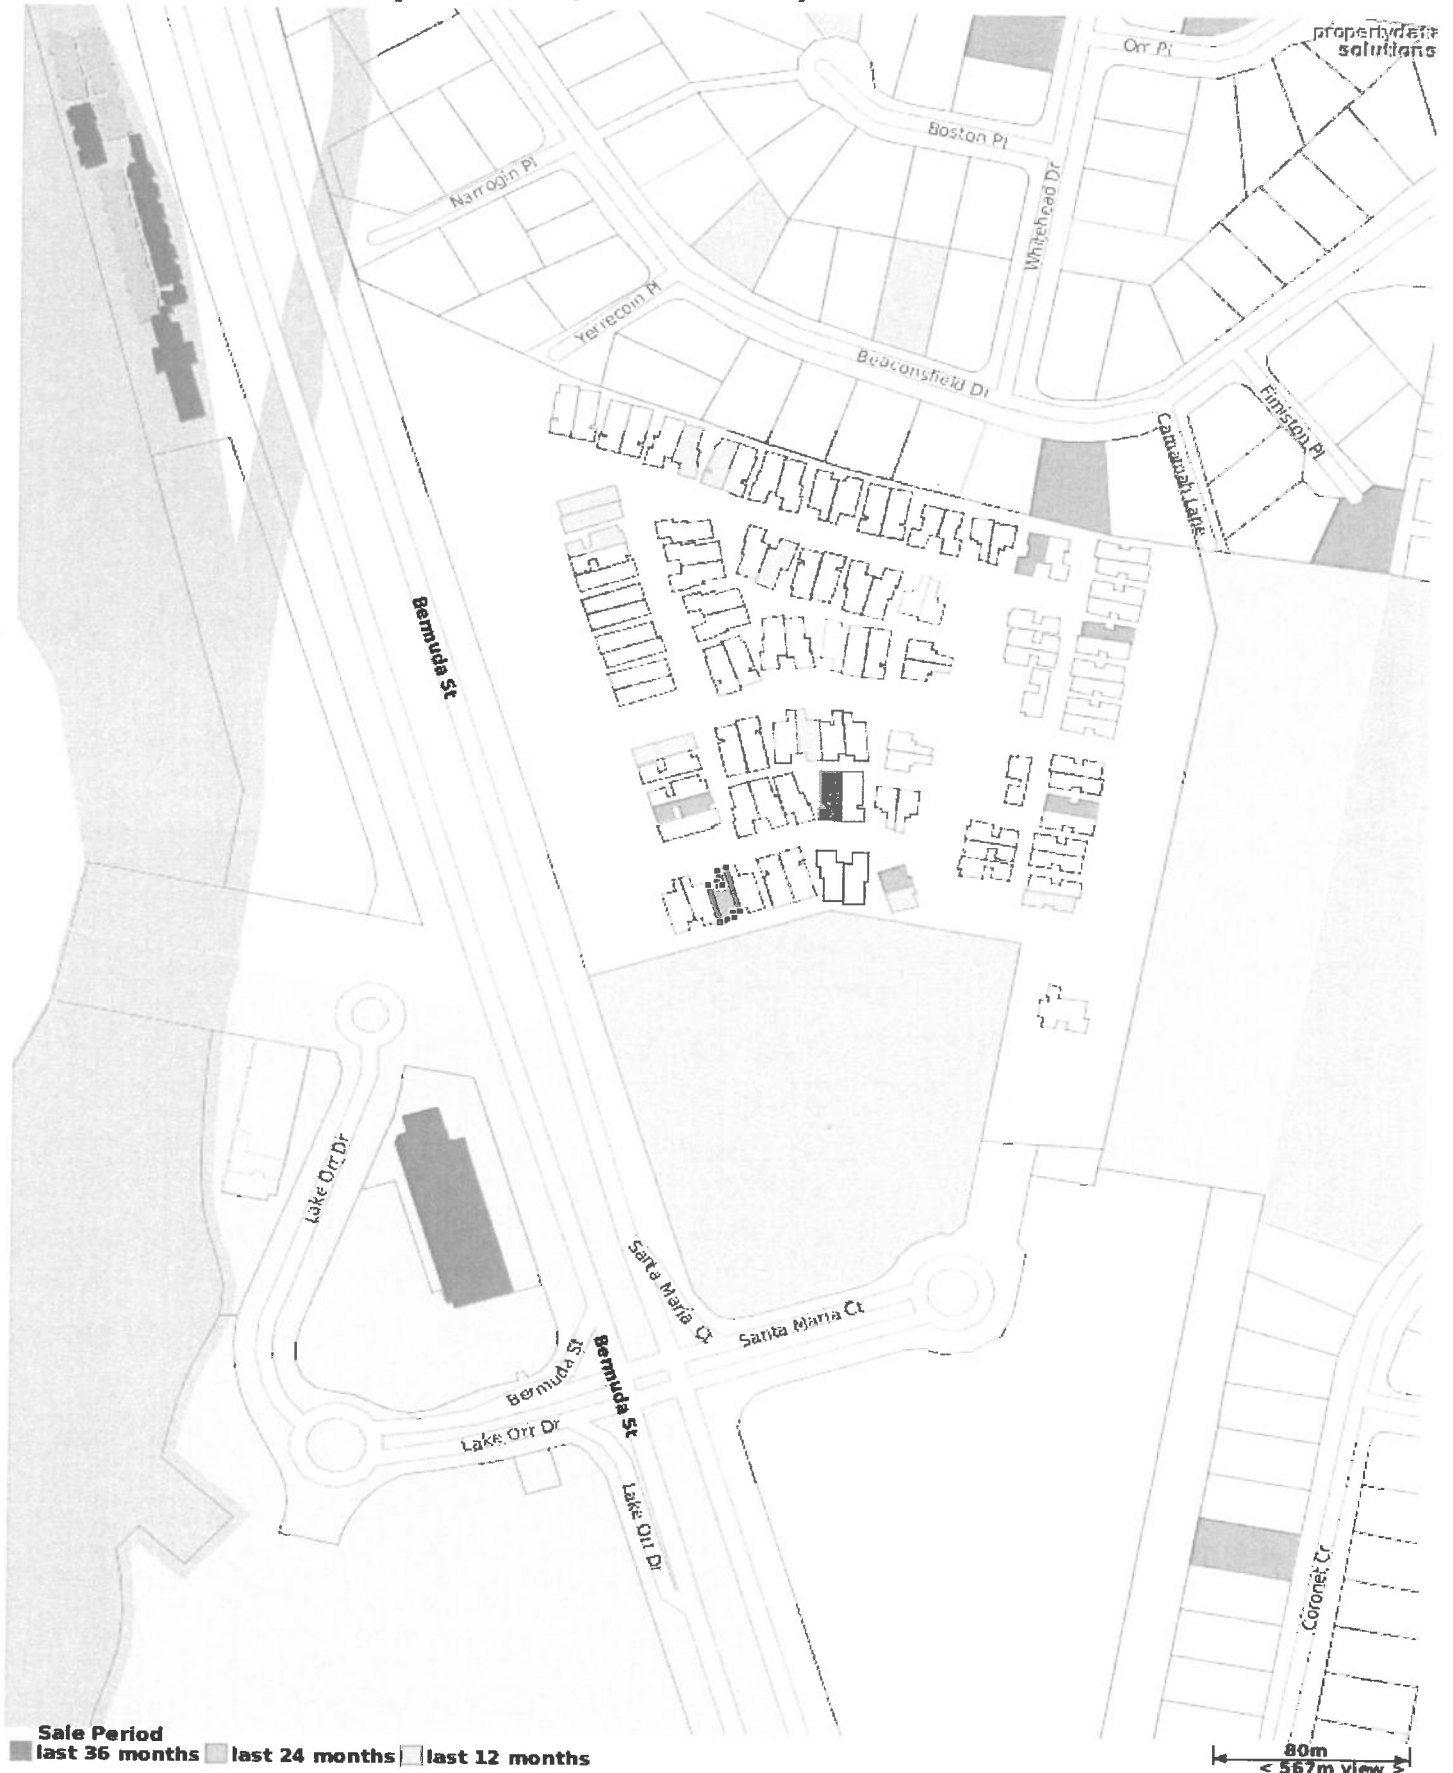 propertydata
solutions
Orr Pl
Boston Pl
Narrogin Pl
Whitehead Dr
Yerrecoin Pl
Beaconsfield Dr
Fimiston Pl
Bermuda St
Lake Orr Dr
Santa Maria Ct
Santa Maria Ct
Bermuda St
Bermuda St
Lake Orr Dr
Lake Orr Dr
Coronet Cr
Sale Period
last 36 months
last 24 months
last 12 months
80m
< 567m view >